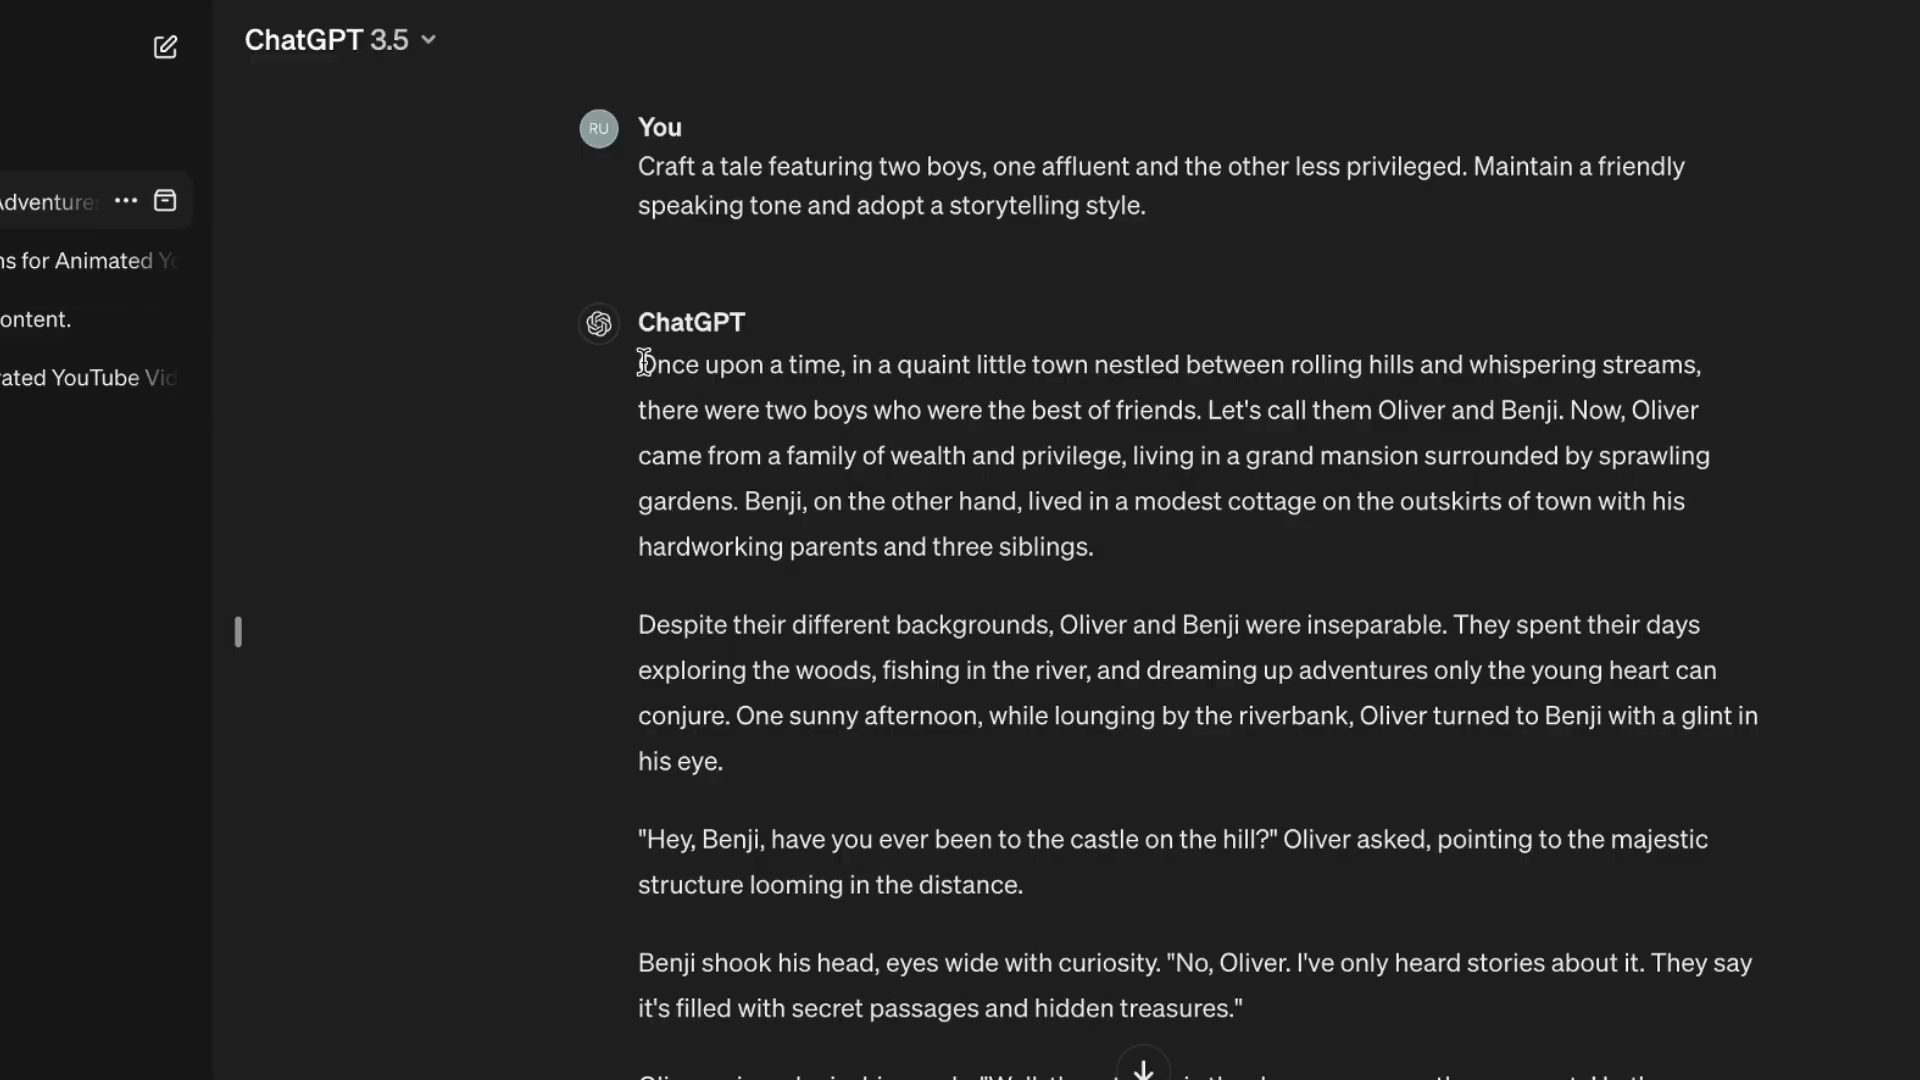 ChatGPT 3.5
RU
You
Craft a tale featuring two boys, one affluent and the other less privileged. Maintain a friendly
speaking tone and adopt a storytelling style.
Adventure
ns for Animated Yo
ontent.
rated YouTube Vid
ChatGPT
Once upon a time, in a quaint little town nestled between rolling hills and whispering streams,
there were two boys who were the best of friends. Let's call them Oliver and Benji. Now, Oliver
came from a family of wealth and privilege, living in a grand mansion surrounded by sprawling
gardens. Benji, on the other hand, lived in a modest cottage on the outskirts of town with his
hardworking parents and three siblings.
Despite their different backgrounds, Oliver and Benji were inseparable. They spent their days
exploring the woods, fishing in the river, and dreaming up adventures only the young heart can
conjure. One sunny afternoon, while lounging by the riverbank, Oliver turned to Benji with a glint in
his eye.
"Hey, Benji, have you ever been to the castle on the hill?" Oliver asked, pointing to the majestic
structure looming in the distance.
Benji shook his head, eyes wide with curiosity. "No, Oliver. I've only heard stories about it. They say
it's filled with secret passages and hidden treasures."